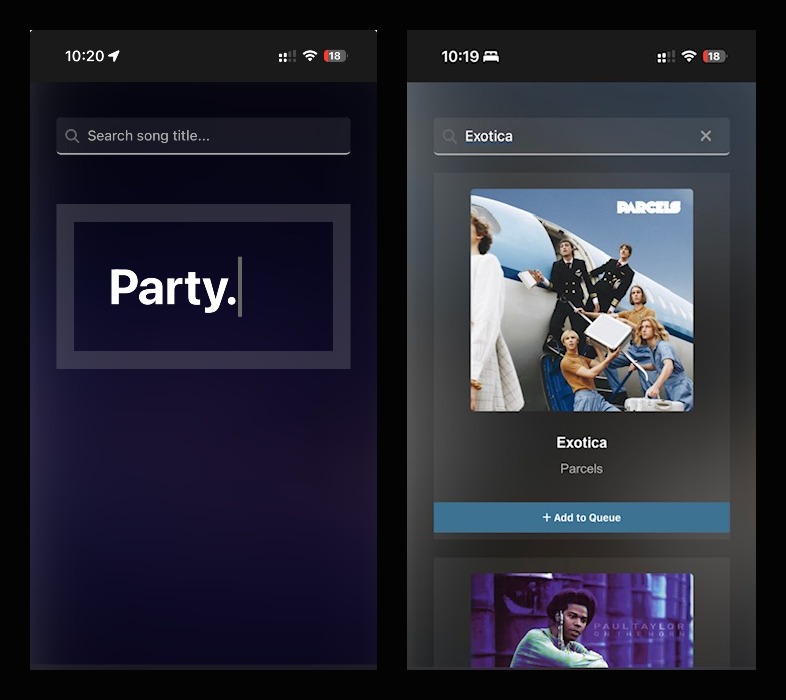 10:20
18
Search song title...
Party.
10:19
18
Exotica
PARCELS
Exotica
Parcels
+ Add to Queue
PAUL TAYLOR
ON THE HORN